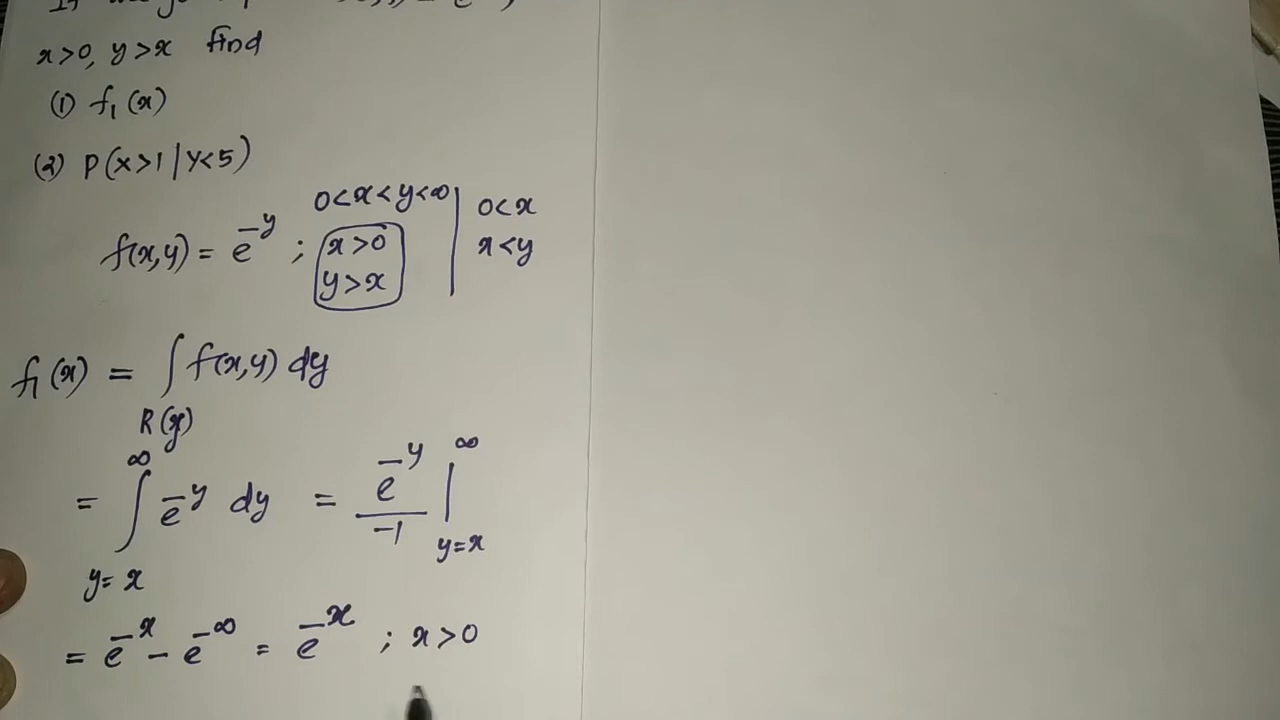 x>0, y>x find
(1) f₁(x)
(2) P(X>1 | Y<5)
0<x<y<∞ | 0<x
f(x,y) = e^{-y} ; x>0 | x<y
y>x
f₁(x) = ∫ f(x,y) dy
R(y)
= ∫_{y=x}^{∞} e^{-y} dy = e^{-y}/-1 |_{y=x}^{∞}
= e^{-x} - e^{-∞} = e^{-x} ; x>0